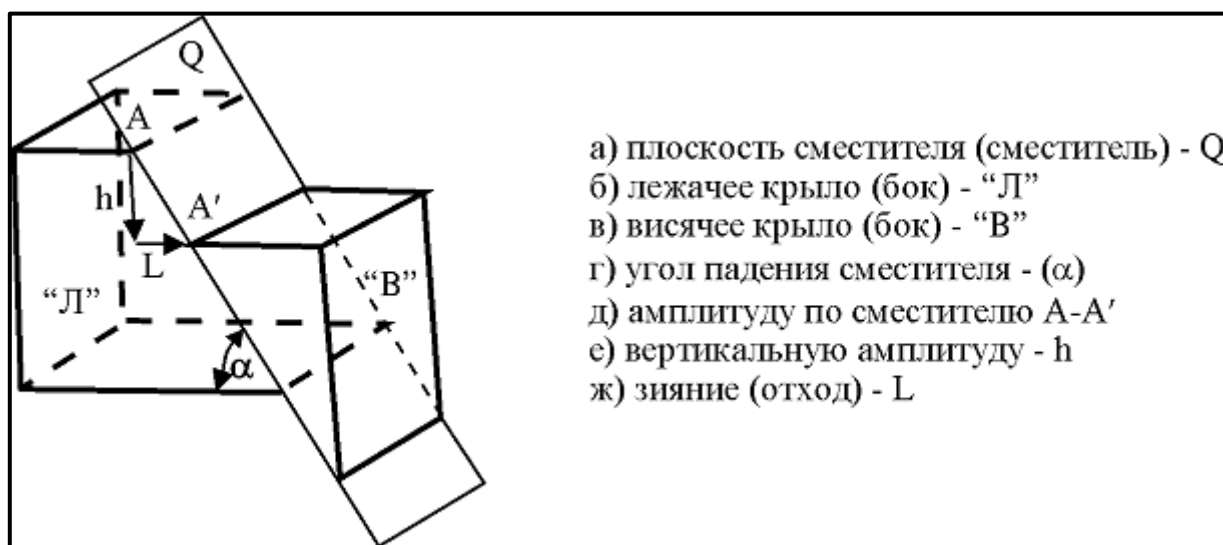 Q
A
h
A′
L
“Л”
“В”
α
а) плоскость сместителя (сместитель) - Q
б) лежачее крыло (бок) - “Л”
в) висячее крыло (бок) - “В”
г) угол падения сместителя - (α)
д) амплитуду по сместителю А-А′
е) вертикальную амплитуду - h
ж) зияние (отход) - L